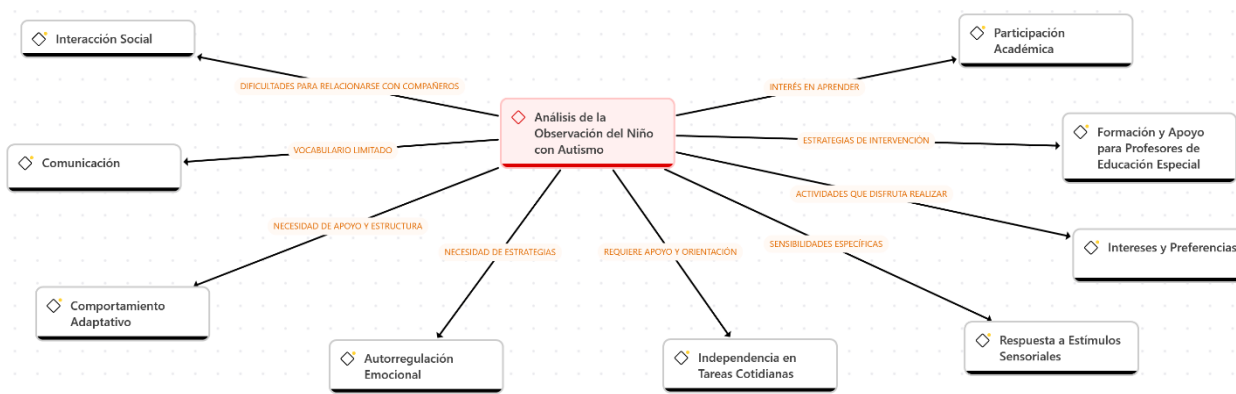 Interacción Social
Participación
Académica
DIFICULTADES PARA RELACIONARSE CON COMPAÑEROS
INTERÉS EN APRENDER
Análisis de la
Observación del Niño
con Autismo
Formación y Apoyo
para Profesores de
Educación Especial
VOCABULARIO LIMITADO
ESTRATEGIAS DE INTERVENCIÓN
Comunicación
ACTIVIDADES QUE DISFRUTA REALIZAR
NECESIDAD DE APOYO Y ESTRUCTURA
NECESIDAD DE ESTRATEGIAS
REQUIERE APOYO Y ORIENTACIÓN
SENSIBILIDADES ESPECÍFICAS
Intereses y Preferencias
Comportamiento
Adaptativo
Autorregulación
Emocional
Independencia en
Tareas Cotidianas
Respuesta a Estímulos
Sensoriales